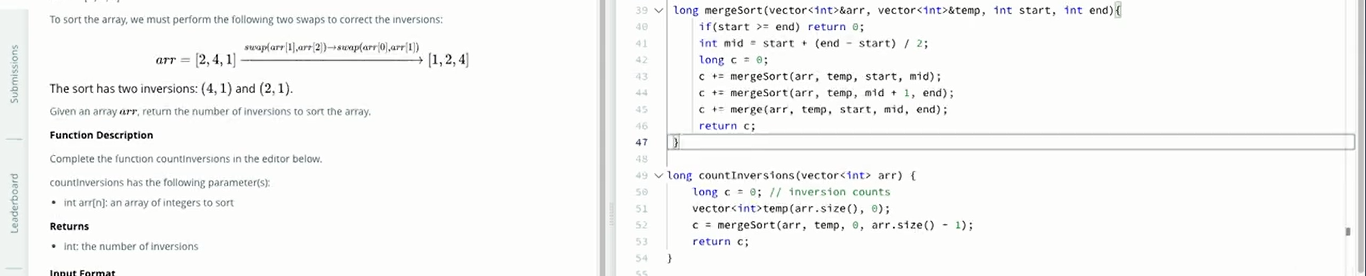 Submissions
Leaderboard
To sort the array, we must perform the following two swaps to correct the inversions:
arr = [2,4,1] swap(arr[1],arr[2])→swap(arr[0],arr[1]) [1,2,4]
The sort has two inversions: (4, 1) and (2, 1).
Given an array arr, return the number of inversions to sort the array.
Function Description
Complete the function countInversions in the editor below.
countInversions has the following parameter(s):
• int arr[n]: an array of integers to sort
Returns
• int: the number of inversions
Input Format
39 long mergeSort(vector<int>&arr, vector<int>&temp, int start, int end){
40 if(start >= end) return 0;
41 int mid = start + (end - start) / 2;
42 long c = 0;
43 c += mergeSort(arr, temp, start, mid);
44 c += mergeSort(arr, temp, mid + 1, end);
45 c += merge(arr, temp, start, mid, end);
46 return c;
47 }
48
49 long countInversions(vector<int> arr) {
50 long c = 0; // inversion counts
51 vector<int>temp(arr.size(), 0);
52 c = mergeSort(arr, temp, 0, arr.size() - 1);
53 return c;
54 }
55